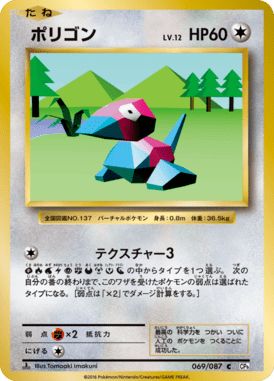 たね
ポリゴン LV.12 HP60
全国図鑑NO.137 バーチャルポケモン 身長:0.8m 体重:36.5kg
テクスチャー3
の中からタイプを1つ選ぶ。次の
自分の番の終わりまで、このワザを受けたポケモンの弱点は選ばれた
タイプになる。[弱点は「×2」でダメージ計算をする。]
弱点 ×2 抵抗力
にげる
最高の 科学力を つかい ついに
人工の ポケモンを つくることに
成功した。
Illus.Tomoaki Imakuni
069/087 C CP6
©2016 Pokémon/Nintendo/Creatures/GAME FREAK.